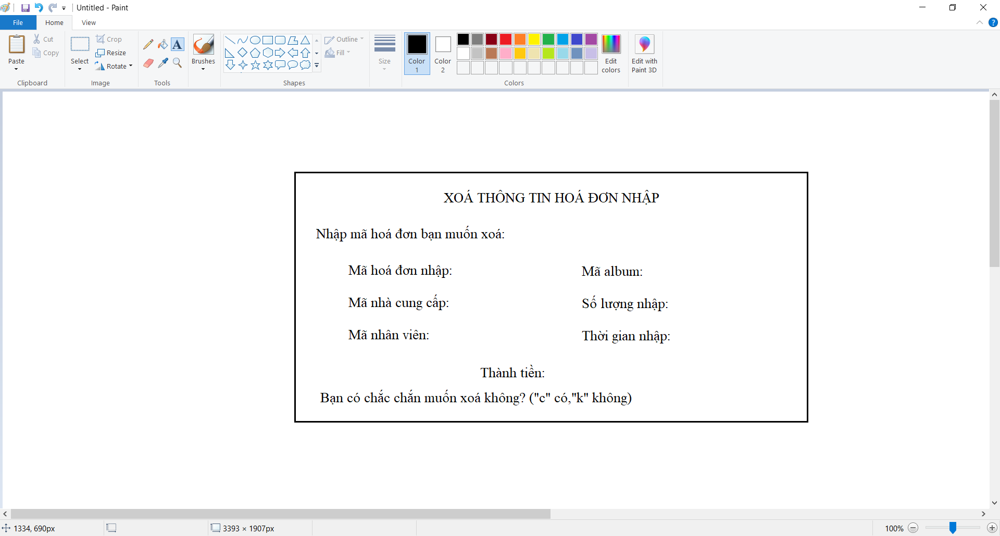 Untitled - Paint
File Home View
Paste
Cut
Copy
Clipboard
Select
Crop
Resize
Rotate
Image
Tools
Brushes
Shapes
Outline
Fill
Size
Color 1
Color 2
Colors
Edit colors
Edit with Paint 3D
XOÁ THÔNG TIN HOÁ ĐƠN NHẬP
Nhập mã hoá đơn bạn muốn xoá:
Mã hoá đơn nhập: Mã album:
Mã nhà cung cấp: Số lượng nhập:
Mã nhân viên: Thời gian nhập:
Thành tiền:
Bạn có chắc chắn muốn xoá không? ("c" có,"k" không)
1334, 690px 3393 × 1907px 100%